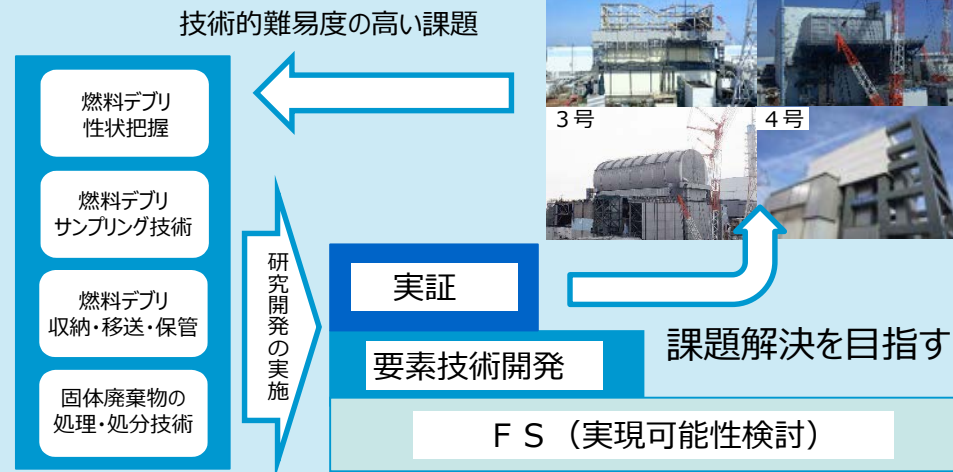 技術的難易度の高い課題
３号
４号
燃料デブリ
性状把握
燃料デブリ
サンプリング技術
燃料デブリ
収納・移送・保管
固体廃棄物の
処理・処分技術
研究開発の実施
実証
要素技術開発
課題解決を目指す
ＦＳ（実現可能性検討）